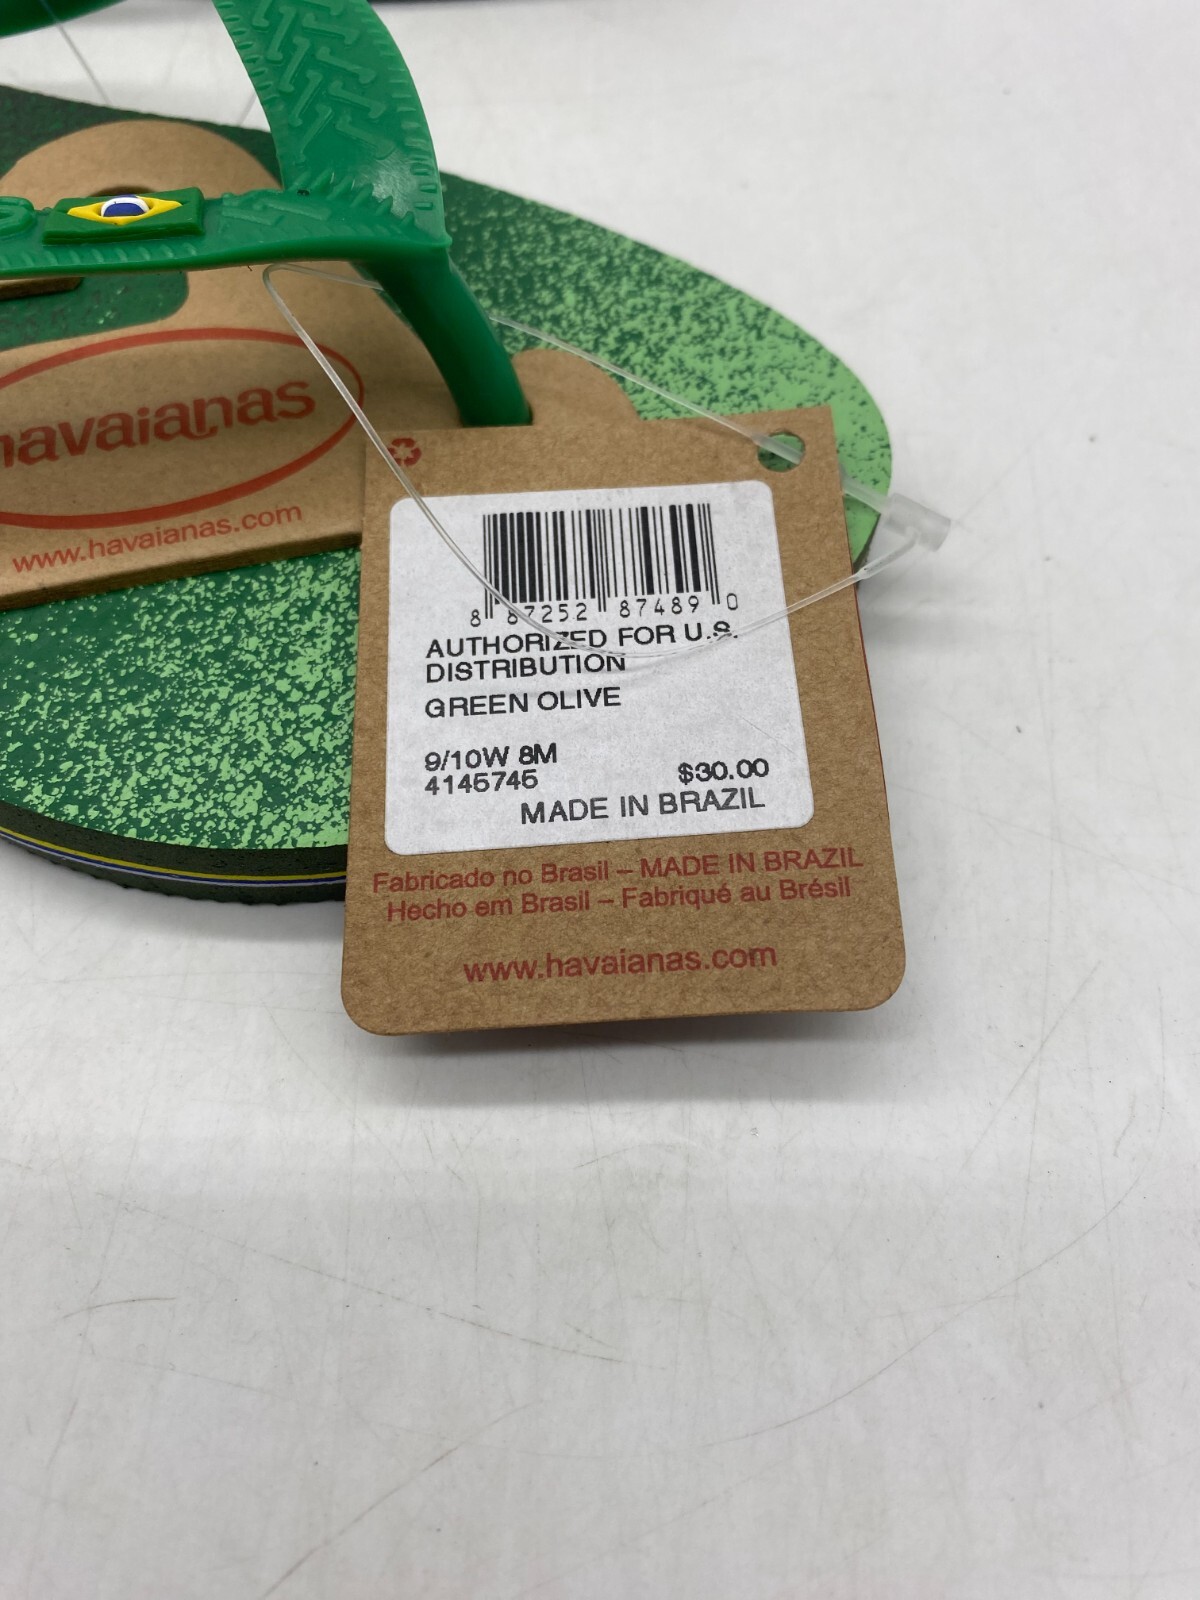 havaianas
www.havaianas.com
8 87252 87489 0
AUTHORIZED FOR U.S.
DISTRIBUTION
GREEN OLIVE
9/10W 8M
4145745 $30.00
MADE IN BRAZIL
Fabricado no Brasil – MADE IN BRAZIL
Hecho em Brasil – Fabriqué au Brésil
www.havaianas.com